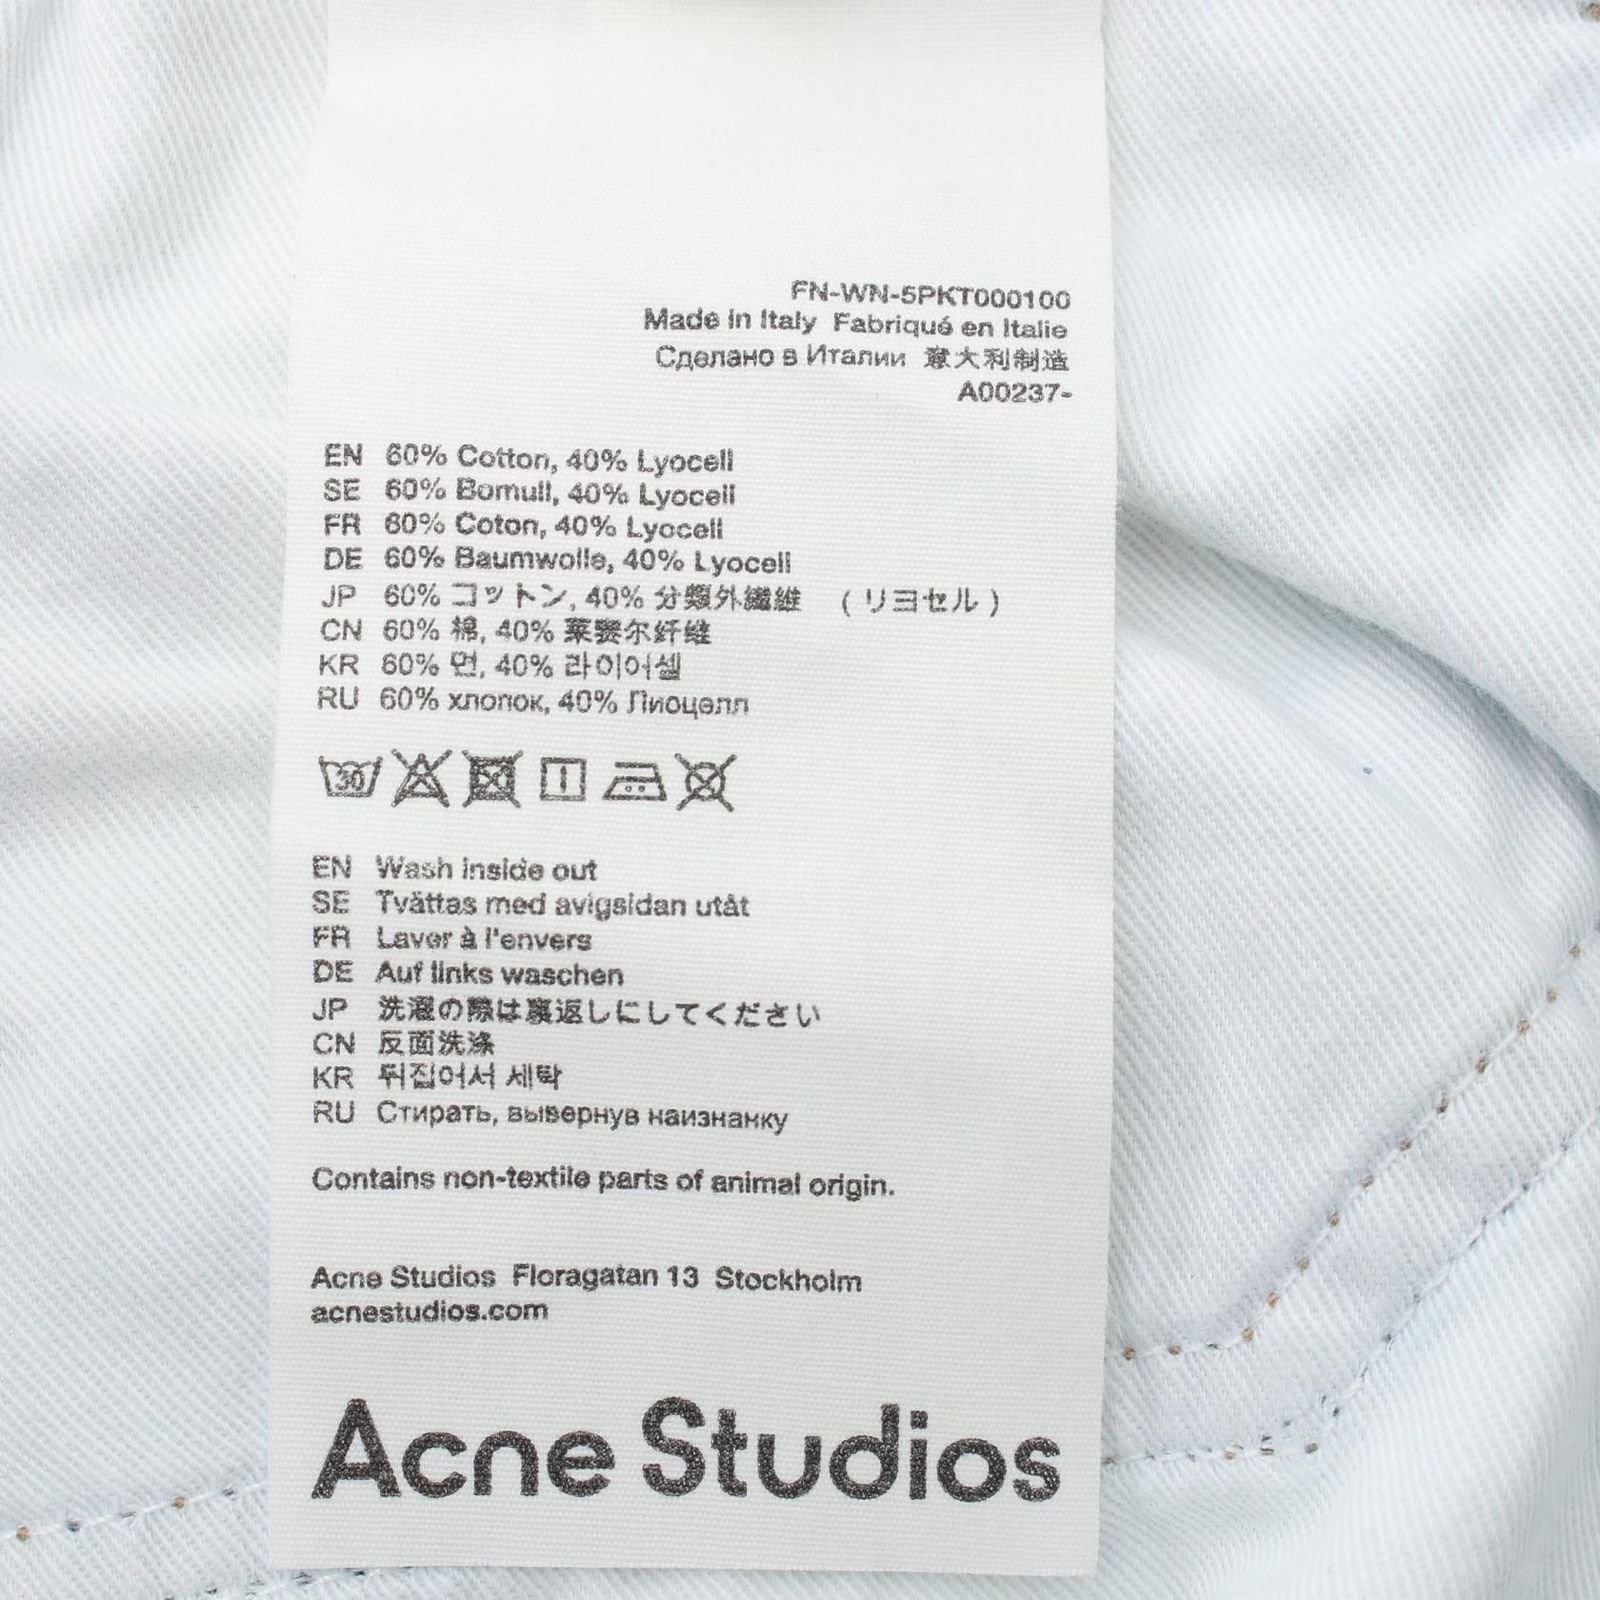 FN-WN-5PKT000100
Made in Italy Fabriqué en Italie
Сделано в Италии 意大利制造
A00237-
EN 60% Cotton, 40% Lyocell
SE 60% Bomull, 40% Lyocell
FR 60% Coton, 40% Lyocell
DE 60% Baumwolle, 40% Lyocell
JP 60% コットン, 40% 分類外繊維 (リヨセル)
CN 60% 棉, 40% 莱赛尔纤维
KR 60% 면, 40% 라이어셀
RU 60% хлопок, 40% Лиоцелл
30
EN Wash inside out
SE Tvättas med avigsidan utåt
FR Laver à l'envers
DE Auf links waschen
JP 洗濯の際は裏返しにしてください
CN 反面洗涤
KR 뒤집어서 세탁
RU Стирать, вывернув наизнанку
Contains non-textile parts of animal origin.
Acne Studios Floragatan 13 Stockholm
acnestudios.com
Acne Studios